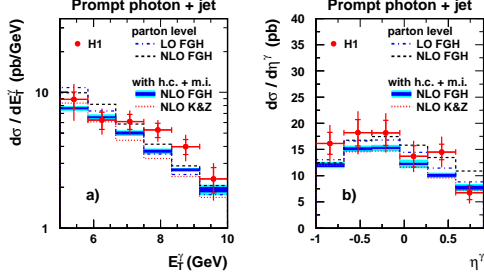 Prompt photon + jet
dσ / dE_T^γ (pb/GeV)
H1
parton level
LO FGH
NLO FGH
with h.c. + m.i.
NLO FGH
NLO K&Z
10
1
a)
6
8
10
E_T^γ (GeV)
Prompt photon + jet
dσ / dη^γ (pb)
H1
parton level
LO FGH
NLO FGH
with h.c. + m.i.
NLO FGH
NLO K&Z
40
35
30
25
20
15
10
5
0
b)
-1
-0.5
0
0.5
η^γ